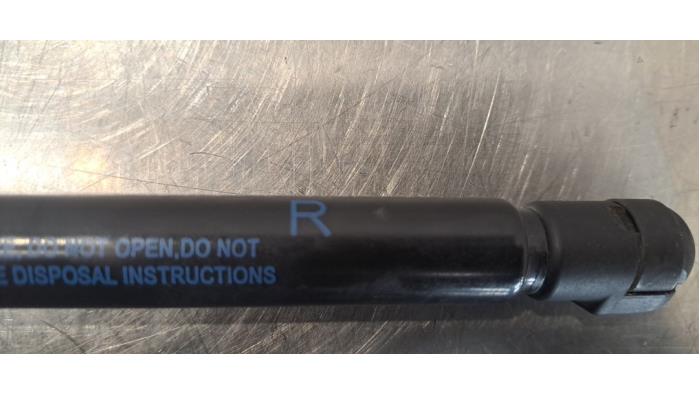 R
DO NOT OPEN,DO NOT
DISPOSAL INSTRUCTIONS